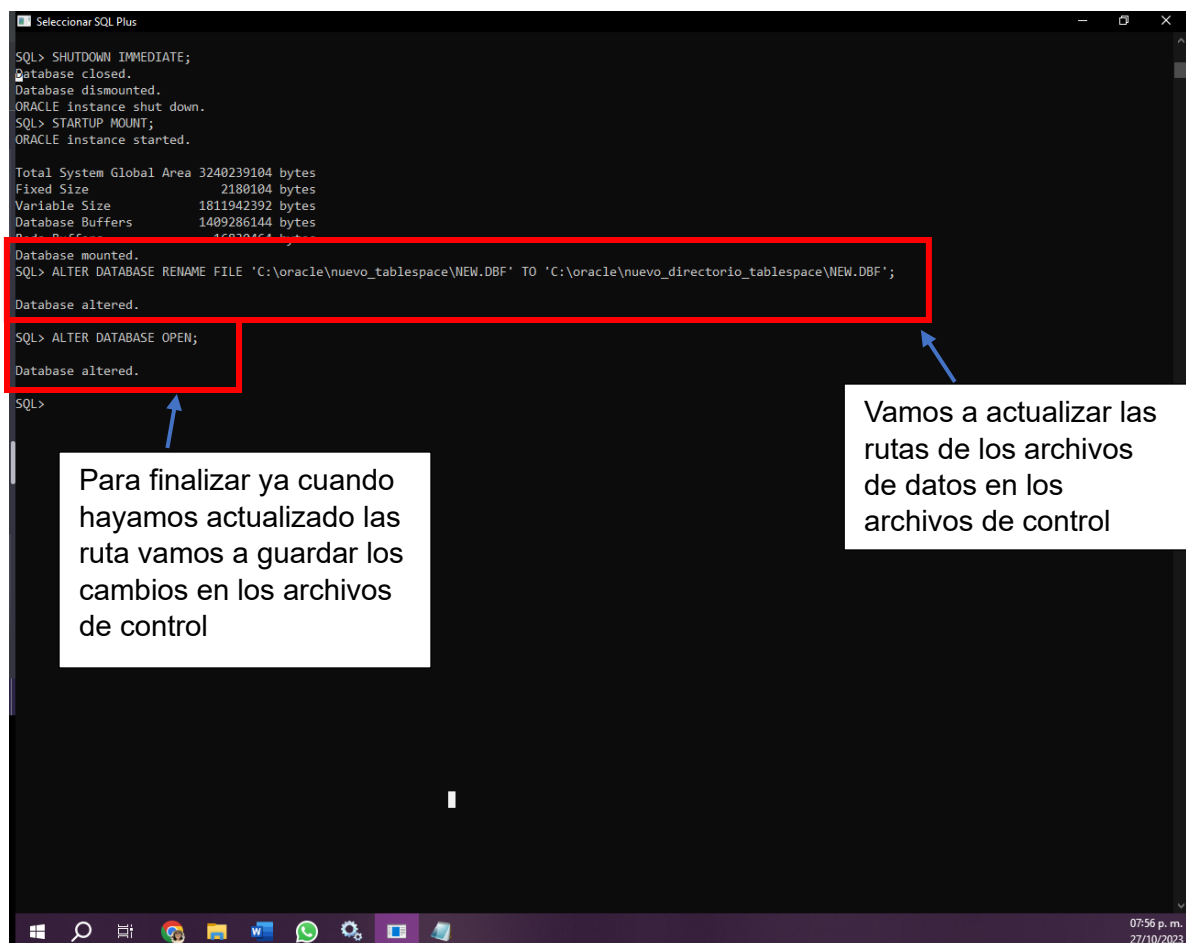 Seleccionar SQL Plus
SQL> SHUTDOWN IMMEDIATE;
Database closed.
Database dismounted.
ORACLE instance shut down.
SQL> STARTUP MOUNT;
ORACLE instance started.
Total System Global Area 3240239104 bytes
Fixed Size 2180104 bytes
Variable Size 1811942392 bytes
Database Buffers 1409286144 bytes
Database mounted.
SQL> ALTER DATABASE RENAME FILE 'C:\oracle\nuevo_tablespace\NEW.DBF' TO 'C:\oracle\nuevo_directorio_tablespace\NEW.DBF';
Database altered.
SQL> ALTER DATABASE OPEN;
Database altered.
SQL>
Vamos a actualizar las
rutas de los archivos
de datos en los
archivos de control
Para finalizar ya cuando
hayamos actualizado las
ruta vamos a guardar los
cambios en los archivos
de control
07:56 p. m.
27/10/2023